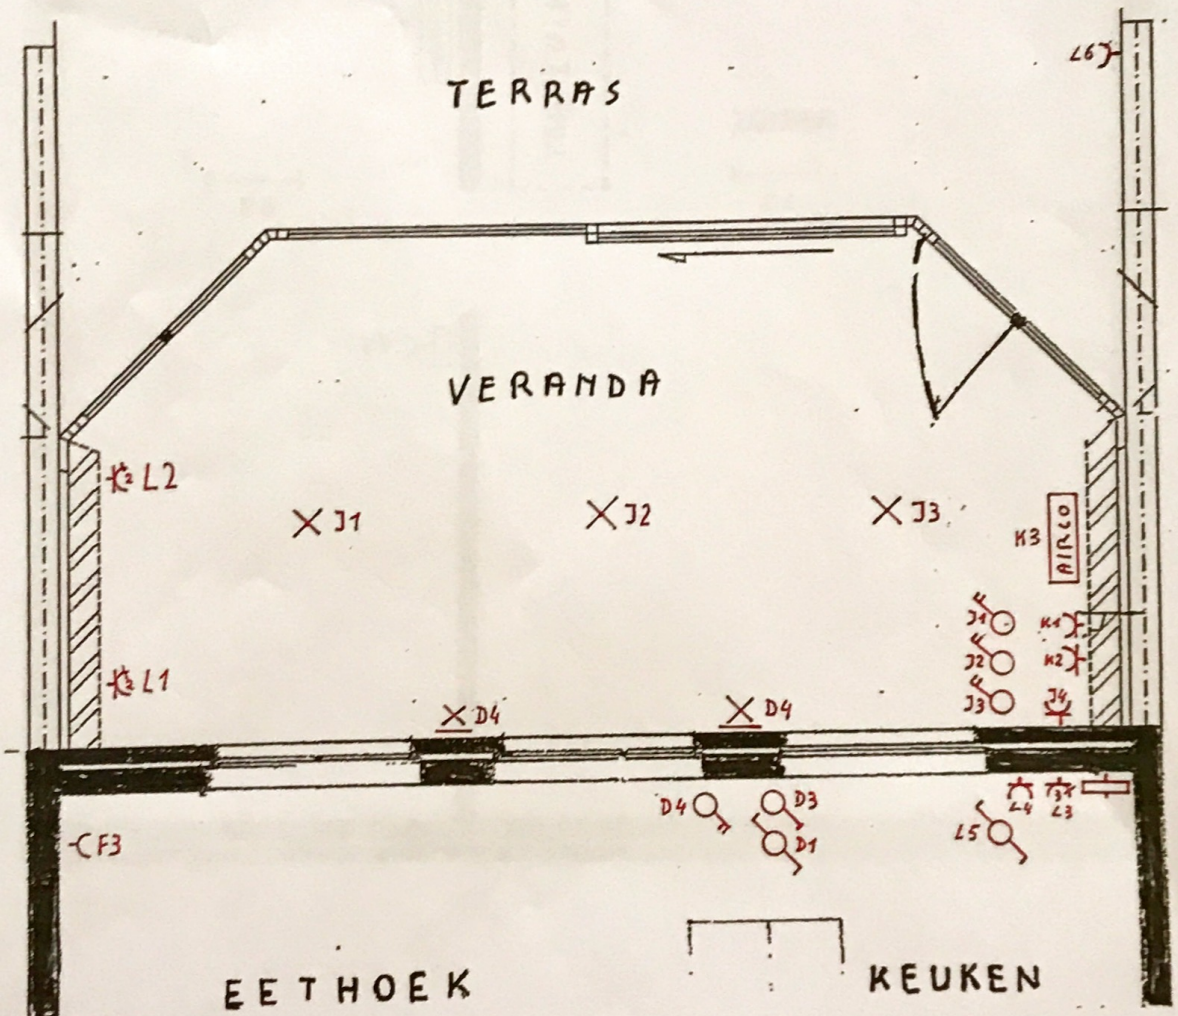 TERRAS
L6
VERANDA
L2
J1
J2
J3
K3
AIRCO
J1
K1
J2
K2
L1
J3
J4
D4
D4
D4
D3
L4
L3
F3
D1
L5
EETHOEK
KEUKEN